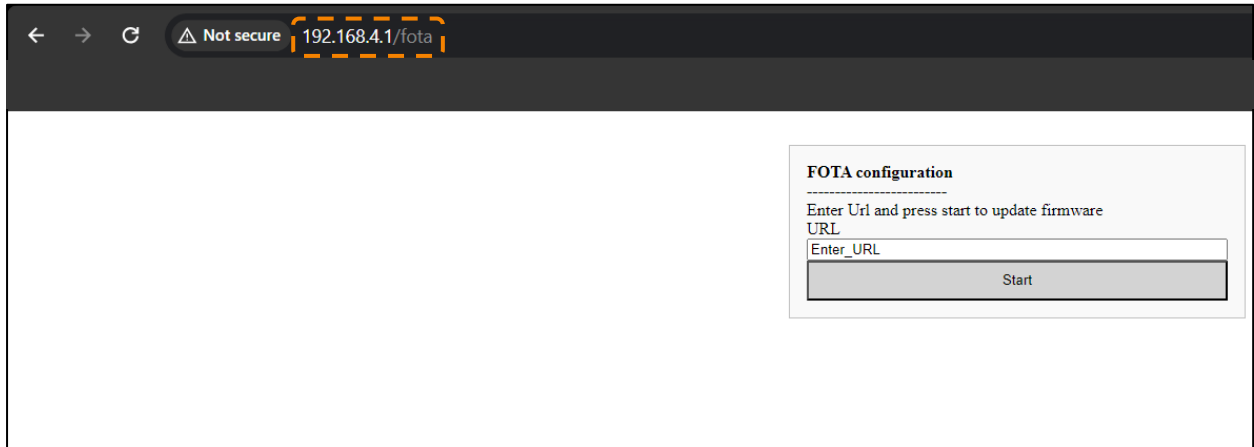 Not secure 192.168.4.1/fota
FOTA configuration
-------------------------
Enter Url and press start to update firmware
URL
Enter_URL
Start